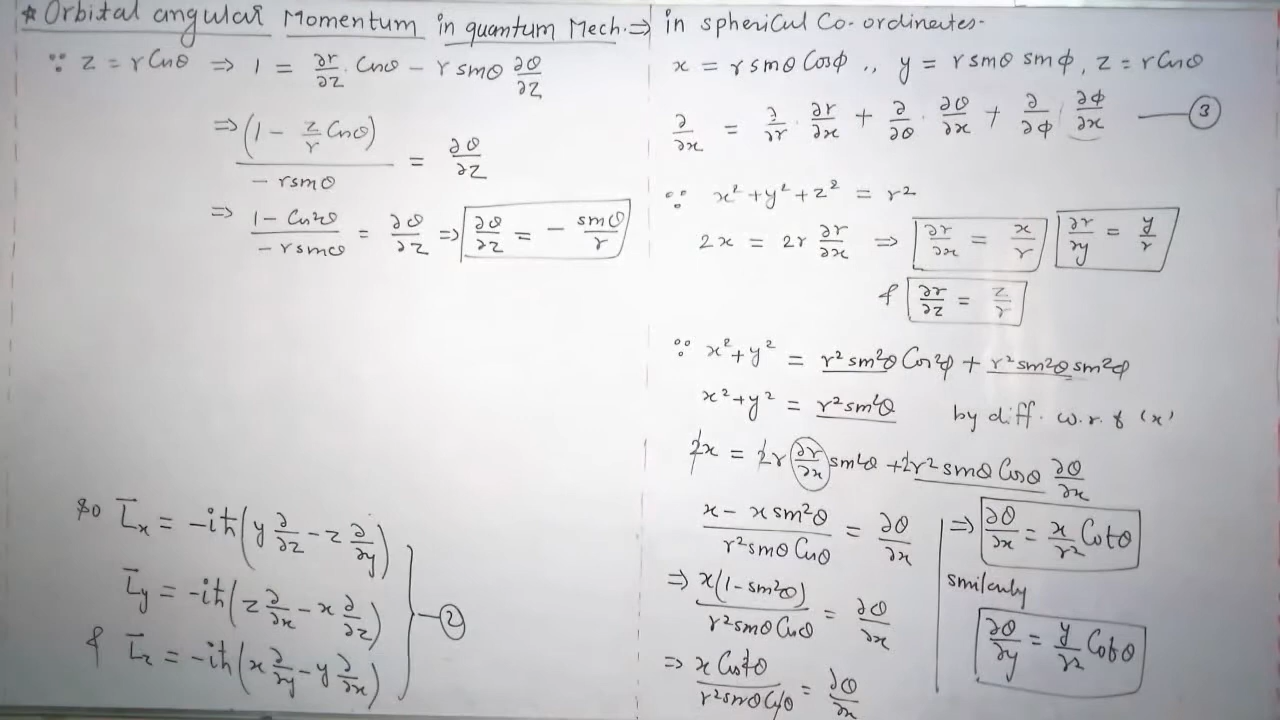 * Orbital angular Momentum in quantum Mech. ⇒ in sphericul Co-ordinates-
∵ z = r Cosθ ⇒ 1 = ∂r/∂z · Cosθ − r sinθ ∂θ/∂z
⇒ (1 − z/r Cosθ) / −r sinθ = ∂θ/∂z
⇒ 1 − Cos²θ / −r sinθ = ∂θ/∂z ⇒ ∂θ/∂z = − sinθ/r
so L̄x = −iħ(y ∂/∂z − z ∂/∂y)
L̄y = −iħ(z ∂/∂x − x ∂/∂z) — ②
& L̄z = −iħ(x ∂/∂y − y ∂/∂x)
x = r sinθ Cosϕ ,, y = r sinθ sinϕ, z = r Cosθ
∂/∂x = ∂/∂r · ∂r/∂x + ∂/∂θ · ∂θ/∂x + ∂/∂ϕ · ∂ϕ/∂x — ③
∵ x² + y² + z² = r²
2x = 2r ∂r/∂x ⇒ ∂r/∂x = x/r ∂r/∂y = y/r
& ∂r/∂z = z/r
∵ x² + y² = r² sin²θ Cos²ϕ + r² sin²θ sin²ϕ
x² + y² = r² sin²θ by diff. w.r.t (x)
2x = 2r ∂r/∂x sin²θ + 2r² sinθ Cosθ ∂θ/∂x
x − x sin²θ / r² sinθ Cosθ = ∂θ/∂x ⇒ ∂θ/∂x = x/r² Cotθ
⇒ x(1 − sin²θ) / r² sinθ Cosθ = ∂θ/∂x
similarly
∂θ/∂y = y/r² Cotθ
⇒ x Cos²θ / r² sinθ Cosθ = ∂θ/∂x